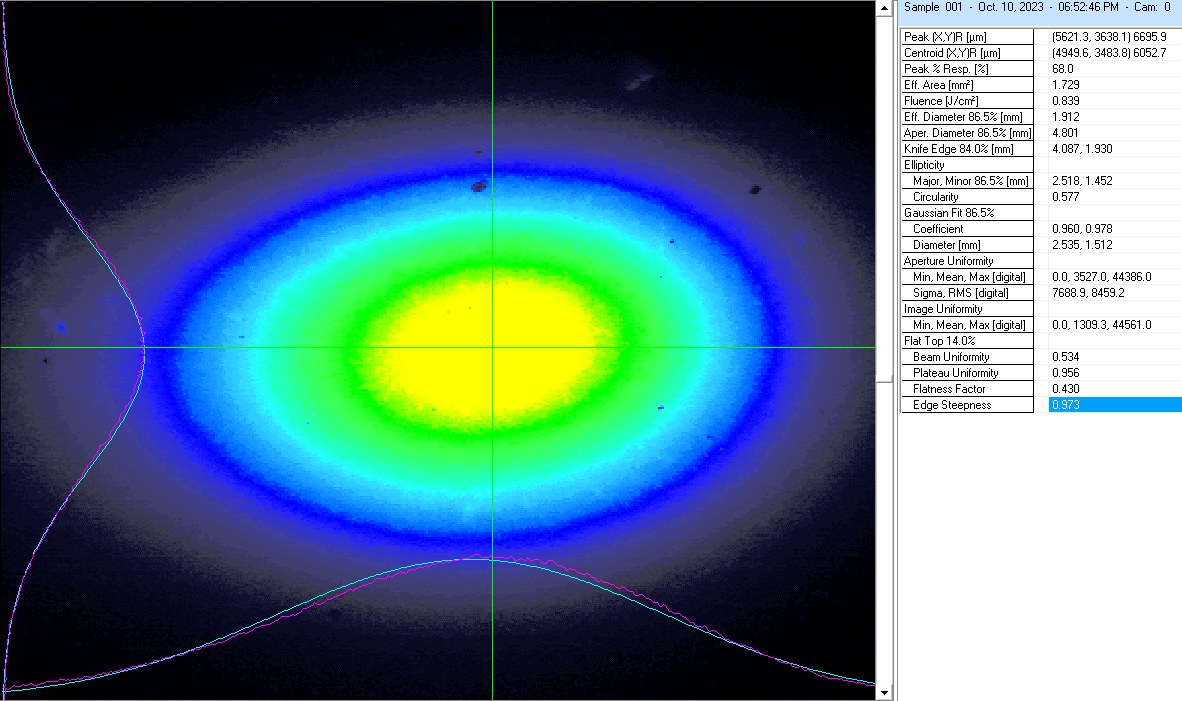 Sample 001 - Oct. 10, 2023 - 06:52:46 PM - Cam: 0
Peak (X,Y)R [µm] (5621.3, 3638.1) 6695.9
Centroid (X,Y)R [µm] (4949.6, 3483.8) 6052.7
Peak % Resp. [%] 68.0
Eff. Area [mm²] 1.729
Fluence [J/cm²] 0.839
Eff. Diameter 86.5% [mm] 1.912
Aper. Diameter 86.5% [mm] 4.801
Knife Edge 84.0% [mm] 4.087, 1.930
Ellipticity
Major, Minor 86.5% [mm] 2.518, 1.452
Circularity 0.577
Gaussian Fit 86.5%
Coefficient 0.960, 0.978
Diameter [mm] 2.535, 1.512
Aperture Uniformity
Min, Mean, Max [digital] 0.0, 3527.0, 44386.0
Sigma, RMS [digital] 7688.9, 8459.2
Image Uniformity
Min, Mean, Max [digital] 0.0, 1309.3, 44561.0
Flat Top 14.0%
Beam Uniformity 0.534
Plateau Uniformity 0.956
Flatness Factor 0.430
Edge Steepness 0.973